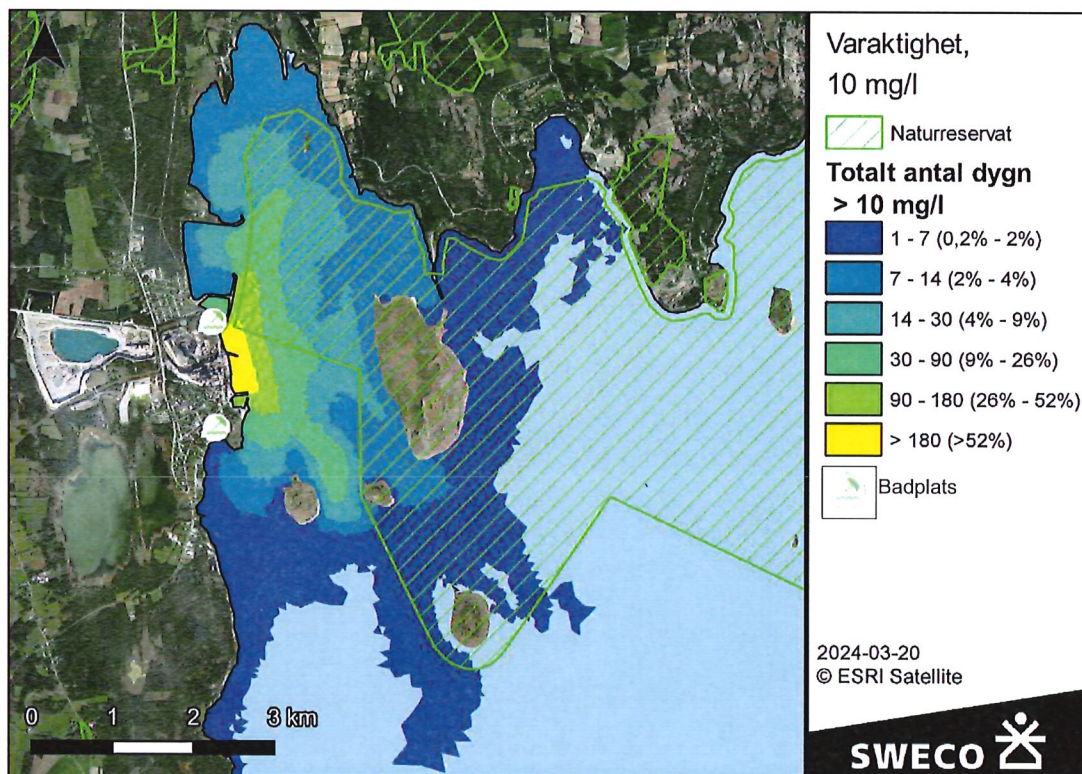 Varaktighet,
10 mg/l
Naturreservat
Totalt antal dygn
> 10 mg/l
1 - 7 (0,2% - 2%)
7 - 14 (2% - 4%)
14 - 30 (4% - 9%)
30 - 90 (9% - 26%)
90 - 180 (26% - 52%)
> 180 (>52%)
Badplats
2024-03-20
© ESRI Satellite
0 1 2 3 km
SWECO